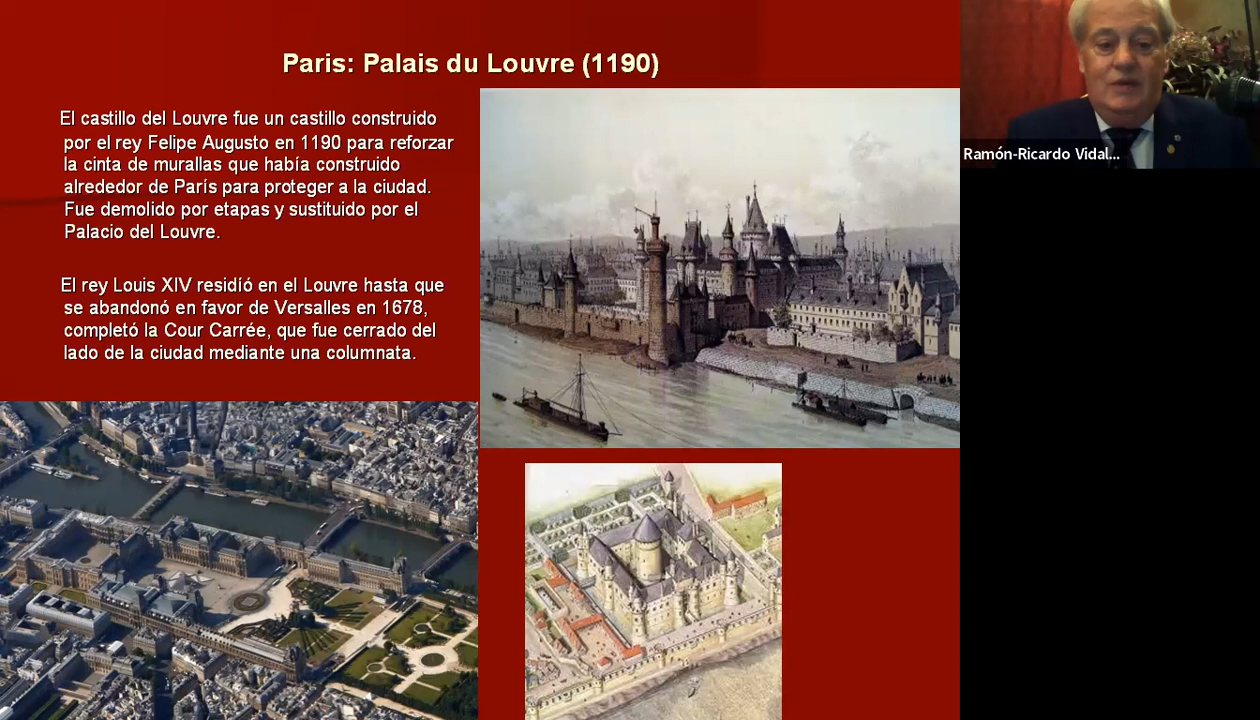 Paris: Palais du Louvre (1190)
El castillo del Louvre fue un castillo construido
por el rey Felipe Augusto en 1190 para reforzar
la cinta de murallas que había construido
alrededor de París para proteger a la ciudad.
Fue demolido por etapas y sustituido por el
Palacio del Louvre.
El rey Louis XIV residió en el Louvre hasta que
se abandonó en favor de Versalles en 1678,
completó la Cour Carrée, que fue cerrado del
lado de la ciudad mediante una columnata.
Ramón-Ricardo Vidal...